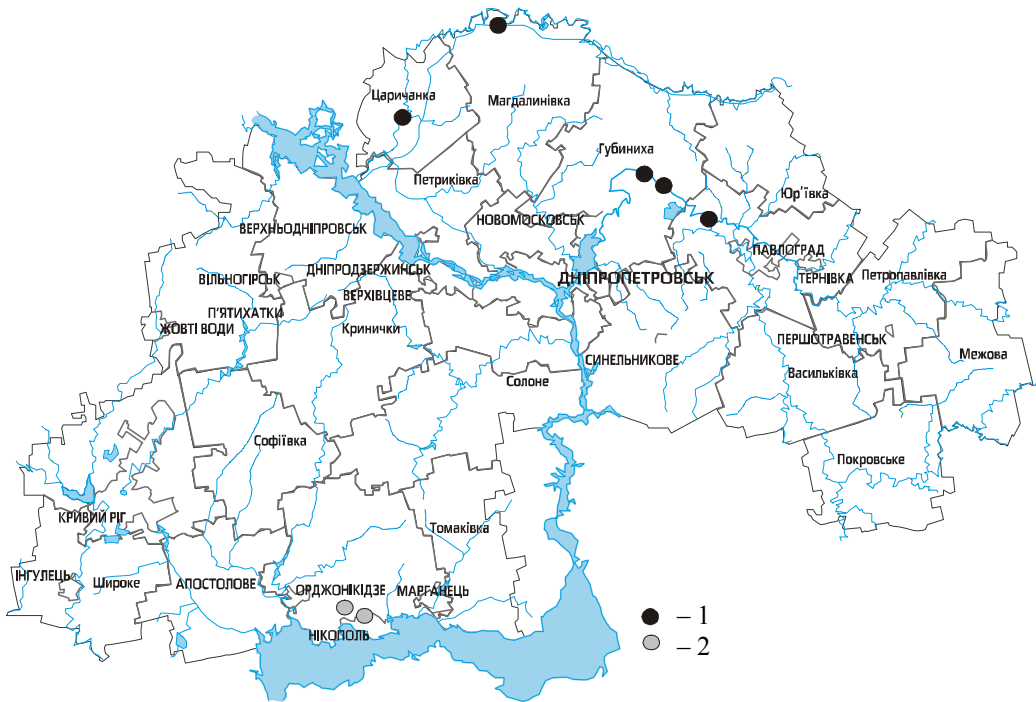 Царичанка
Магдалинівка
Губиниха
Петриківка
Юр'ївка
НОВОМОСКОВСЬК
ВЕРХНЬОДНІПРОВСЬК
ПАВЛОГРАД
ДНІПРОДЗЕРЖИНСЬК
ДНІПРОПЕТРОВСЬК
ТЕРНІВКА
Петропавлівка
ВІЛЬНОГІРСЬК
ВЕРХІВЦЕВЕ
П'ЯТИХАТКИ
ЖОВТІ ВОДИ
Кринички
ПЕРШОТРАВЕНСЬК
Межова
СИНЕЛЬНИКОВЕ
Васильківка
Солоне
Софіївка
Покровське
КРИВИЙ РІГ
Томаківка
ІНГУЛЕЦЬ
Широке
АПОСТОЛОВЕ
ОРДЖОНІКІДЗЕ
МАРГАНЕЦЬ
НІКОПОЛЬ
– 1
– 2